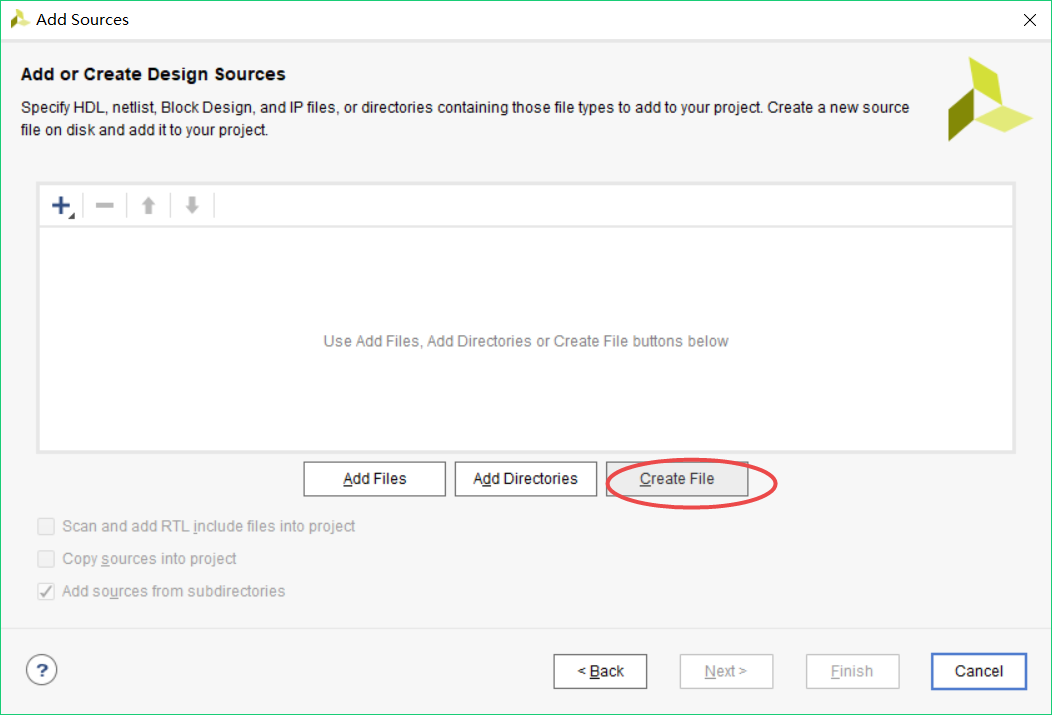 Add Sources
Add or Create Design Sources
Specify HDL, netlist, Block Design, and IP files, or directories containing those file types to add to your project. Create a new source
file on disk and add it to your project.
Use Add Files, Add Directories or Create File buttons below
Add Files Add Directories Create File
Scan and add RTL include files into project
Copy sources into project
Add sources from subdirectories
? < Back Next > Finish Cancel